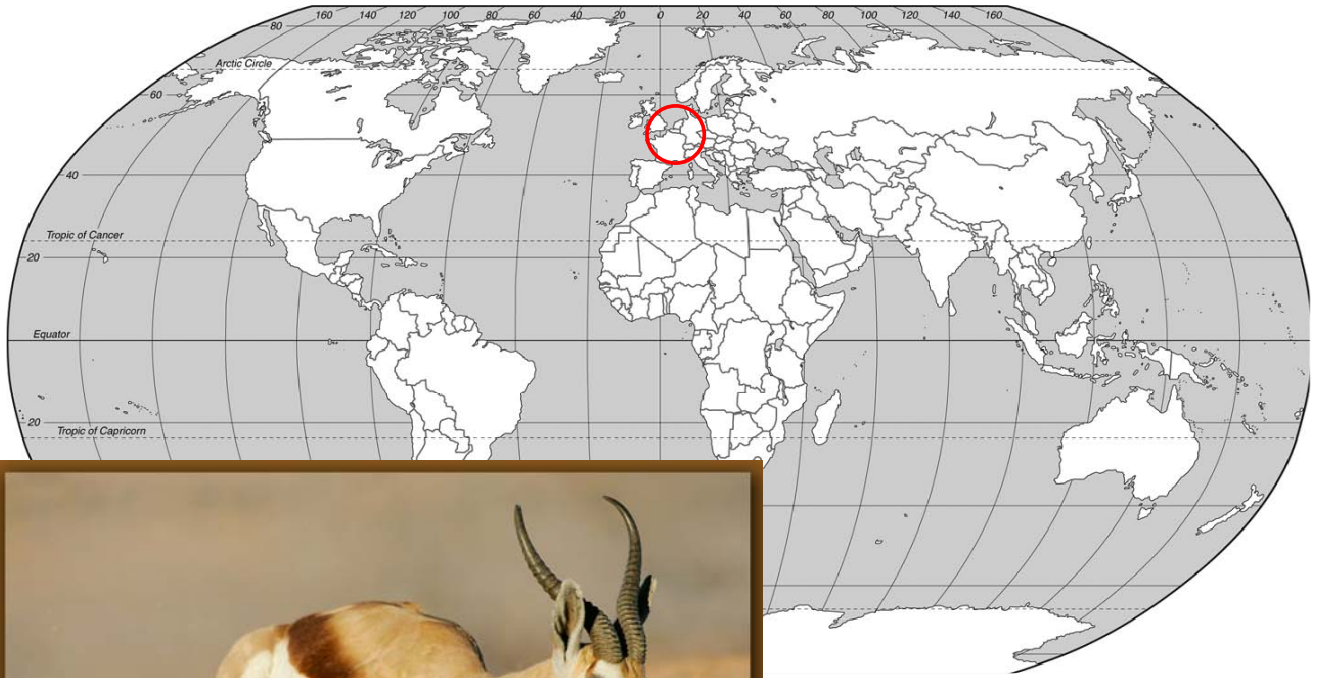 160 140 120 100 80 60 40 20 0 20 40 60 80 100 120 140 160
80
Arctic Circle
60
40
Tropic of Cancer
20
Equator
20
Tropic of Capricorn